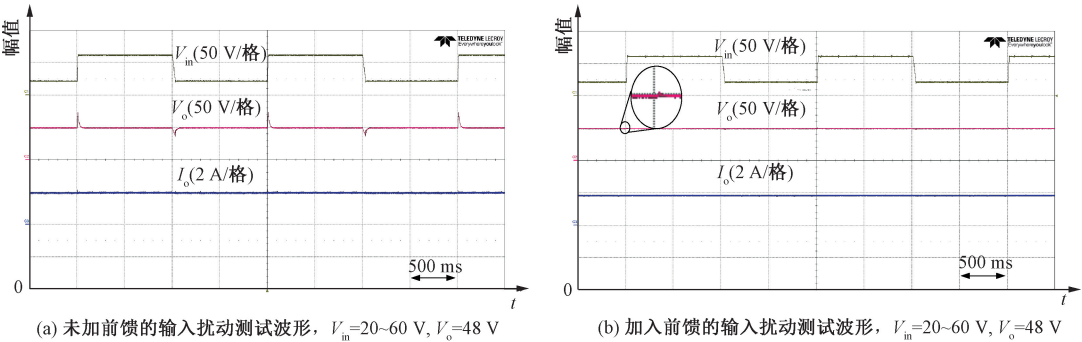 幅值
TELEDYNE LECROY
Everywhereyoulook
Vin(50 V/格)
Vo(50 V/格)
Io(2 A/格)
500 ms
0
t
(a) 未加前馈的输入扰动测试波形，Vin=20~60 V, Vo=48 V
幅值
TELEDYNE LECROY
Everywhereyoulook
Vin(50 V/格)
Vo(50 V/格)
Io(2 A/格)
500 ms
0
t
(b) 加入前馈的输入扰动测试波形，Vin=20~60 V, Vo=48 V